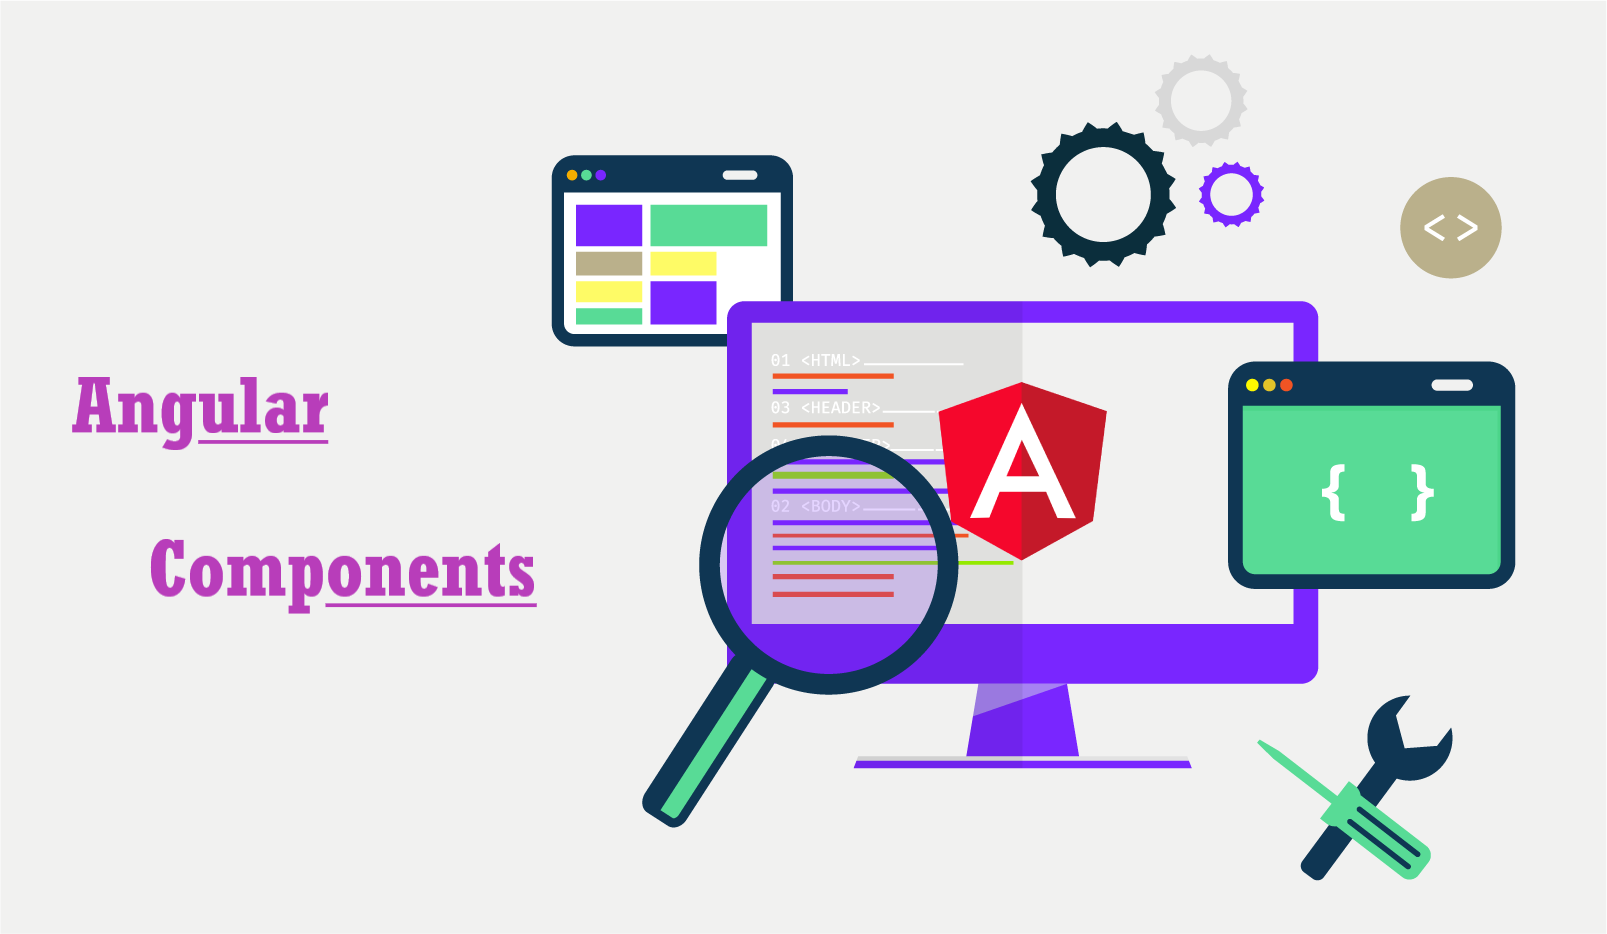 Angular
Components
01 <HTML>
03 <HEADER>
02 <BODY>
A
< >
{ }